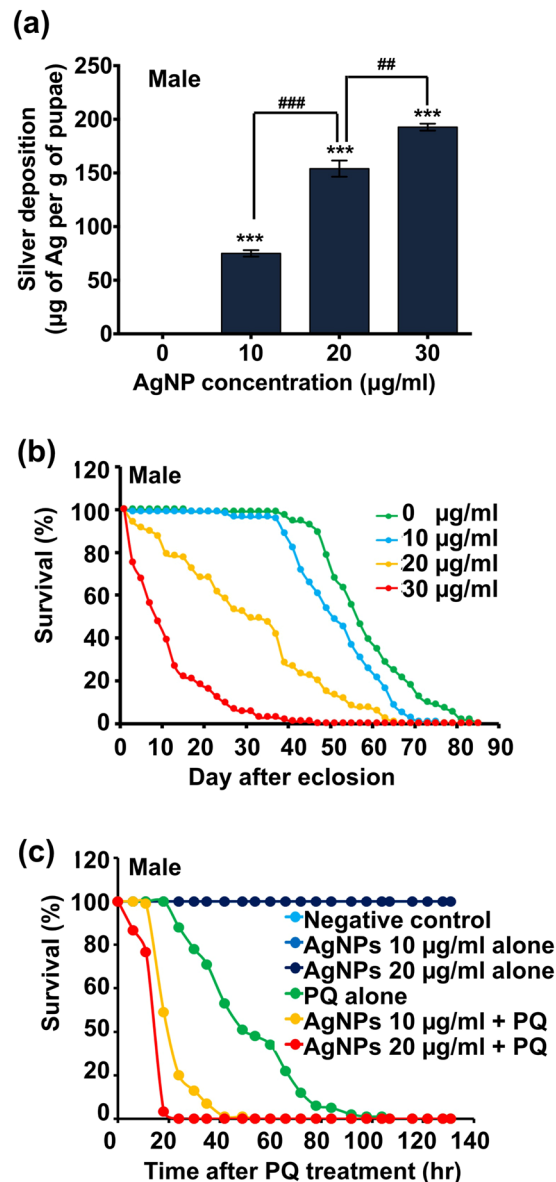 (a)
Male
Silver deposition
(µg of Ag per g of pupae)
250
200
150
100
50
0
###
##
***
***
***
0 10 20 30
AgNP concentration (µg/ml)
(b)
Male
Survival (%)
120
100
80
60
40
20
0
0 µg/ml
10 µg/ml
20 µg/ml
30 µg/ml
0 10 20 30 40 50 60 70 80 90
Day after eclosion
(c)
Male
Survival (%)
120
100
80
60
20
0
Negative control
AgNPs 10 µg/ml alone
AgNPs 20 µg/ml alone
PQ alone
AgNPs 10 µg/ml + PQ
AgNPs 20 µg/ml + PQ
0 20 40 60 80 100 120 140
Time after PQ treatment (hr)